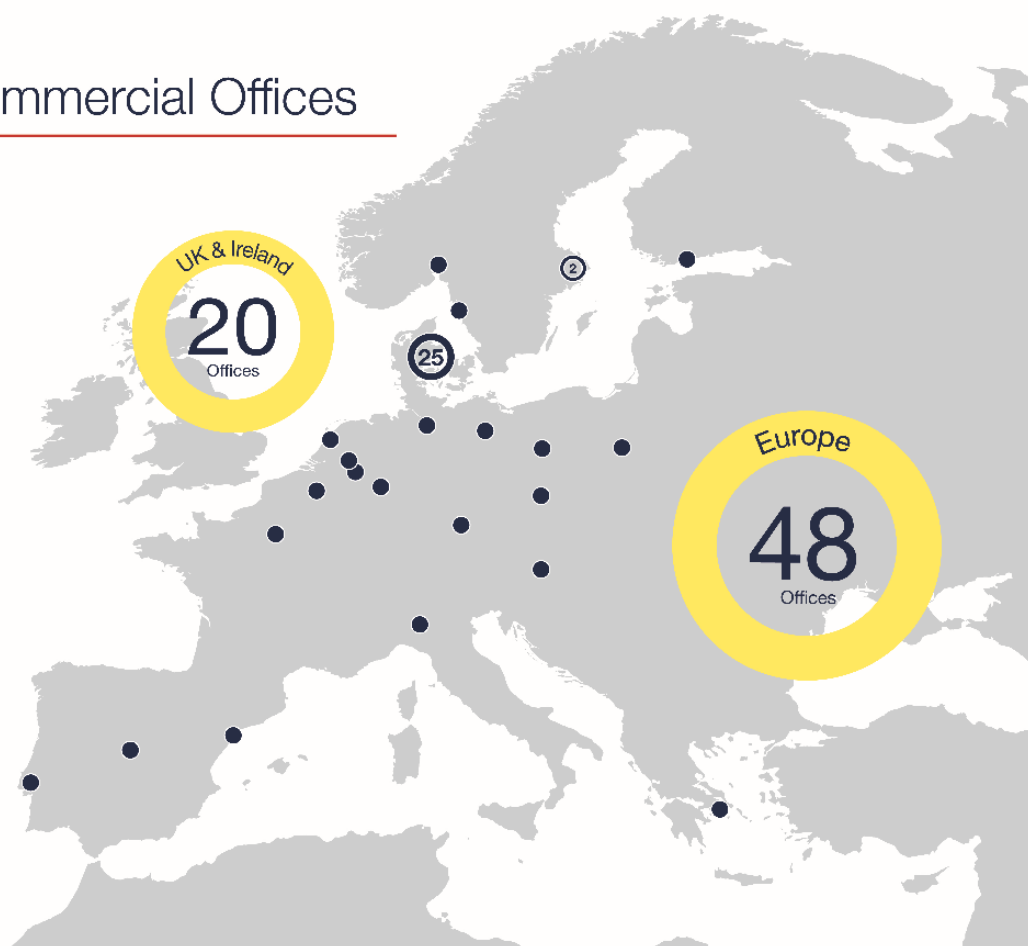 mmercial Offices
UK & Ireland
20
Offices
2
25
Europe
48
Offices